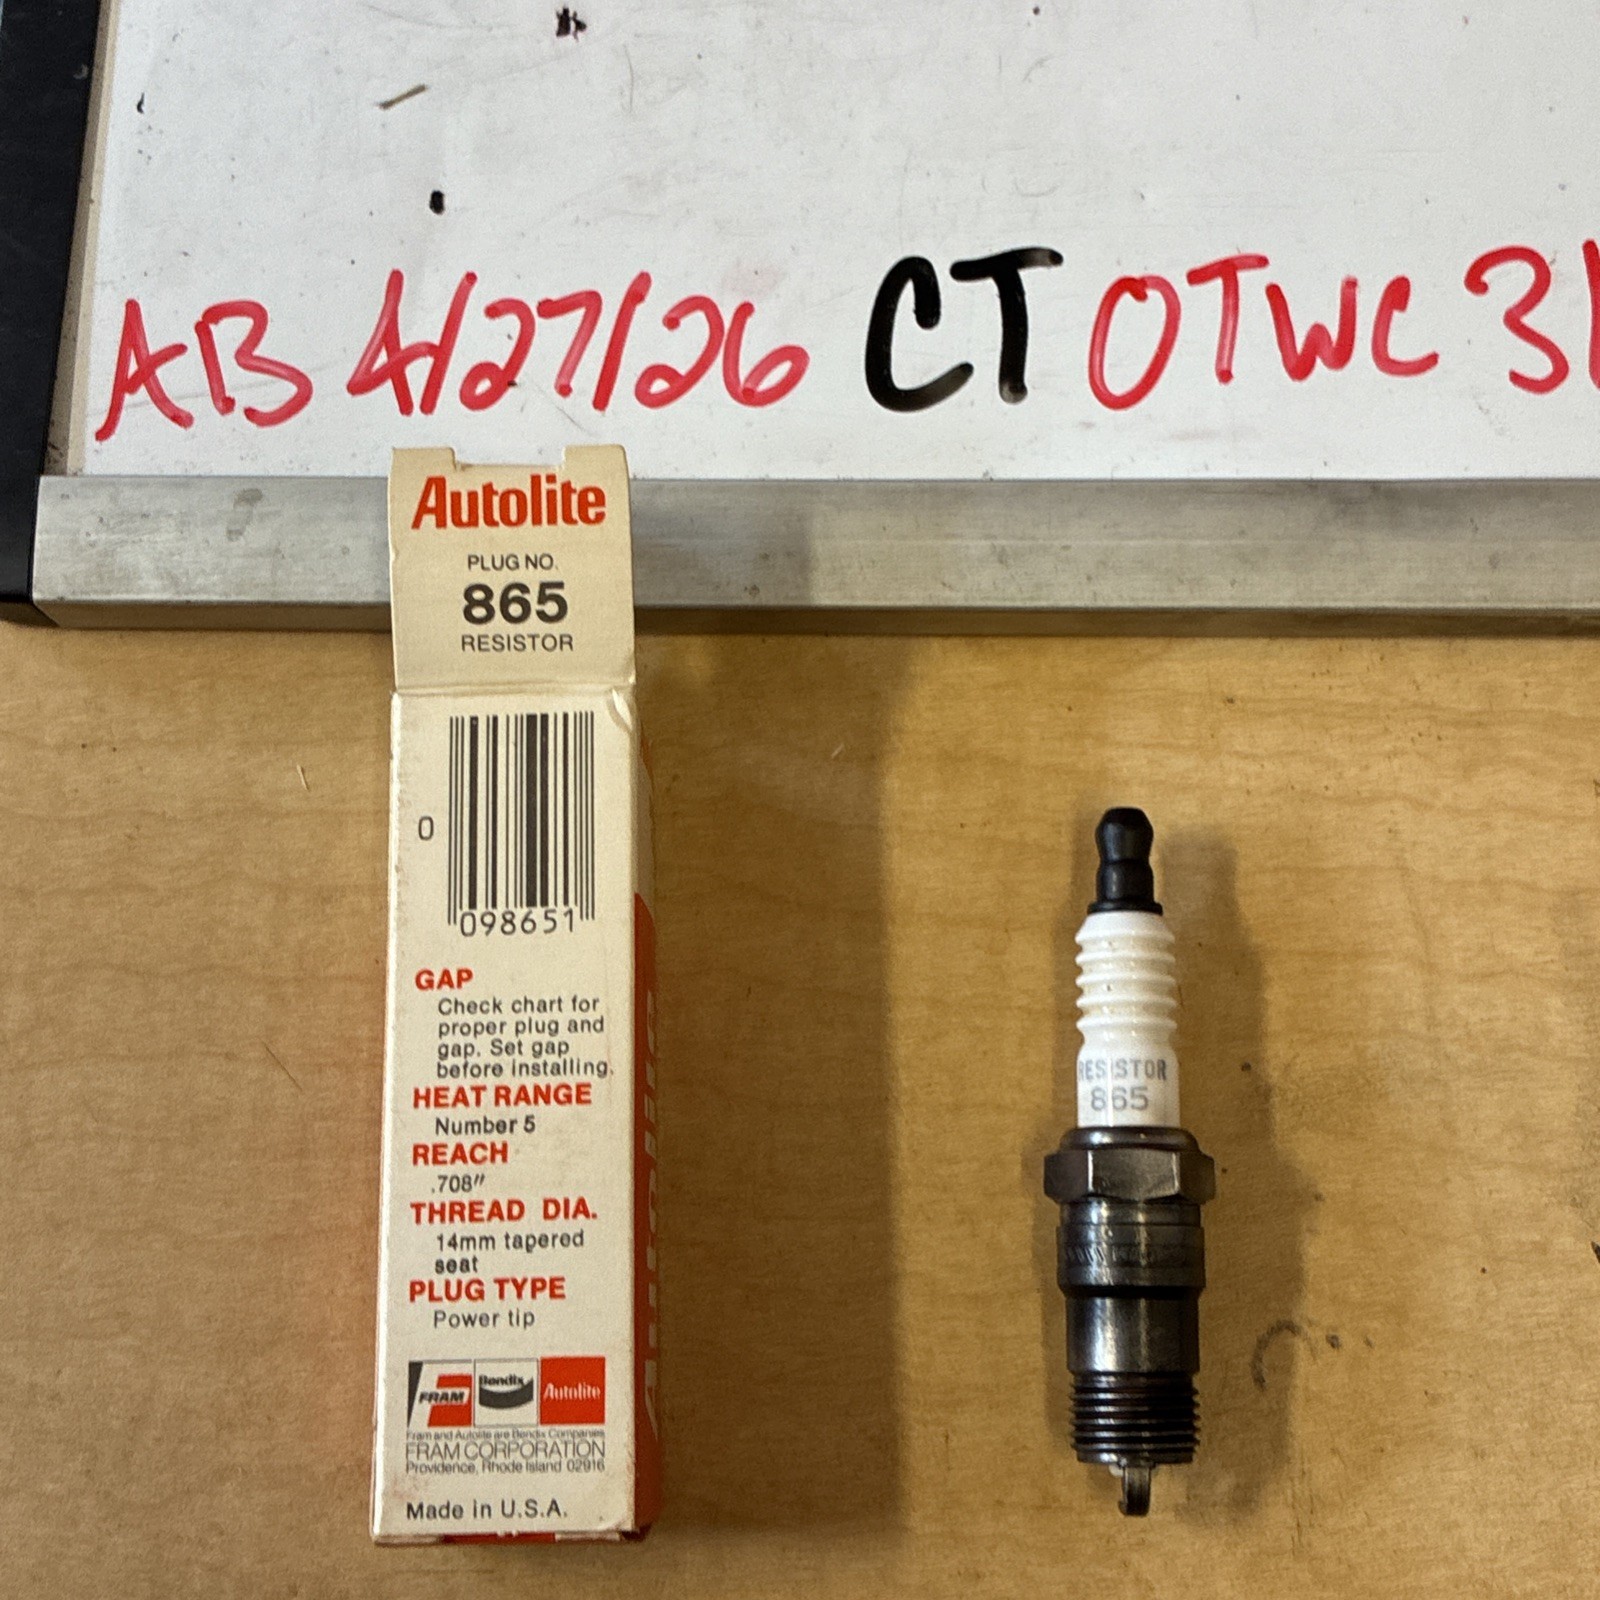 AB 4/27/26 CT OTWC 31
Autolite
PLUG NO.
865
RESISTOR
0
098651
GAP
Check chart for
proper plug and
gap. Set gap
before installing.
HEAT RANGE
Number 5
REACH
.708"
THREAD DIA.
14mm tapered
seat
PLUG TYPE
Power tip
FRAM Bendix Autolite
Fram and Autolite are Bendix Companies
FRAM CORPORATION
Providence, Rhode Island 02916
Made in U.S.A.
Autolite
RESISTOR
865